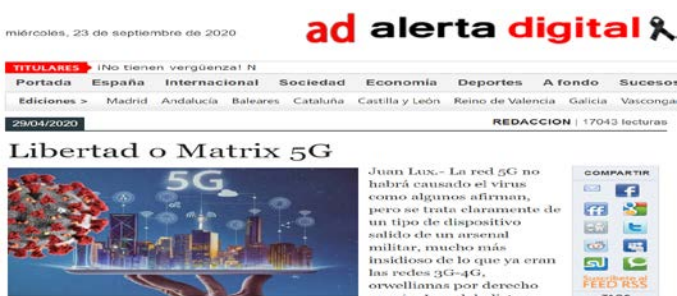 miércoles, 23 de septiembre de 2020
ad alerta digital
TITULARES ¡No tienen vergüenza! N
Portada España Internacional Sociedad Economía Deportes A fondo Sucesos
Ediciones > Madrid Andalucía Baleares Cataluña Castilla y León Reino de Valencia Galicia Vasconga
29/04/2020
REDACCION | 17043 lecturas
Libertad o Matrix 5G
5G
Juan Lux.- La red 5G no
habrá causado el virus
como algunos afirman,
pero se trata claramente de
un tipo de dispositivo
salido de un arsenal
militar, mucho más
insidioso de lo que ya eran
las redes 3G-4G,
orwellianas por derecho
COMPARTIR
Suscríbete al
FEED RSS